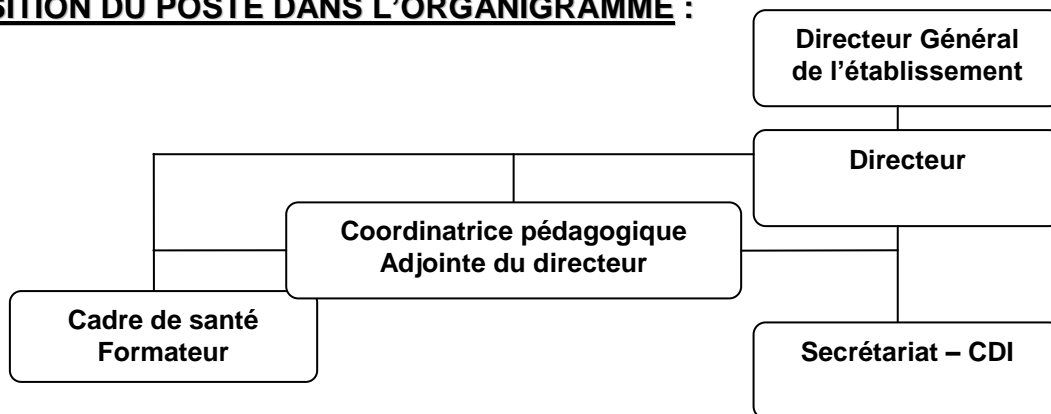 SITION DU POSTE DANS L'ORGANIGRAMME :
Directeur Général
de l'établissement
Directeur
Coordinatrice pédagogique
Adjointe du directeur
Cadre de santé
Formateur
Secrétariat – CDI